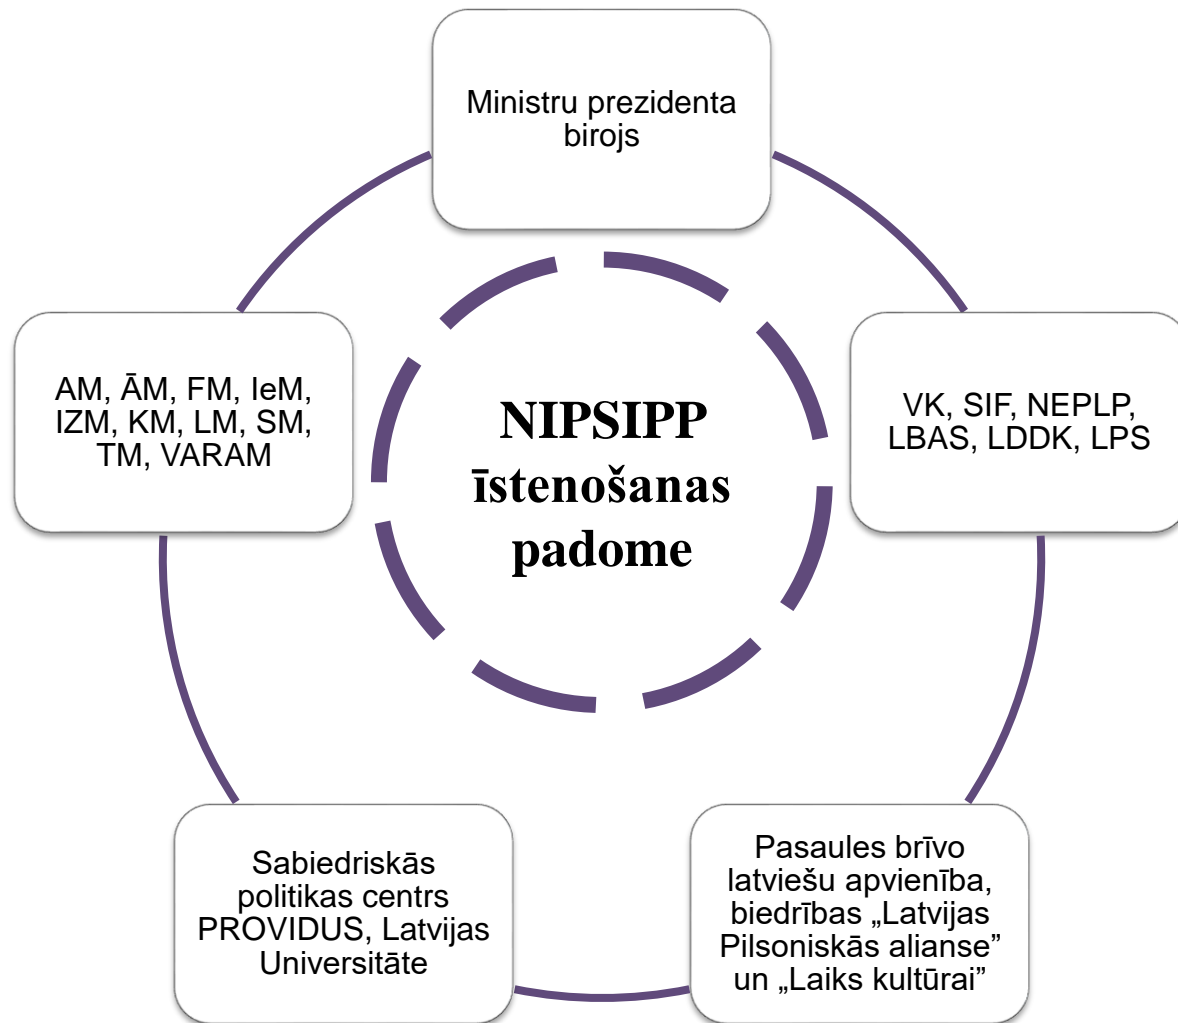 Ministru prezidenta
birojs
AM, ĀM, FM, IeM,
IZM, KM, LM, SM,
TM, VARAM
NIPSIPP
īstenošanas
padome
VK, SIF, NEPLP,
LBAS, LDDK, LPS
Sabiedriskās
politikas centrs
PROVIDUS, Latvijas
Universitāte
Pasaules brīvo
latviešu apvienība,
biedrības „Latvijas
Pilsoniskās alianse”
un „Laiks kultūrai”